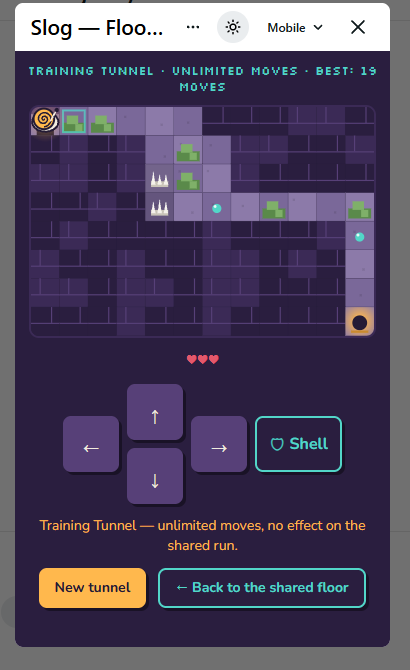 Slog — Floo...
Mobile
TRAINING TUNNEL · UNLIMITED MOVES · BEST: 19
MOVES
↑
←
→
Shell
↓
Training Tunnel — unlimited moves, no effect on the
shared run.
New tunnel
← Back to the shared floor